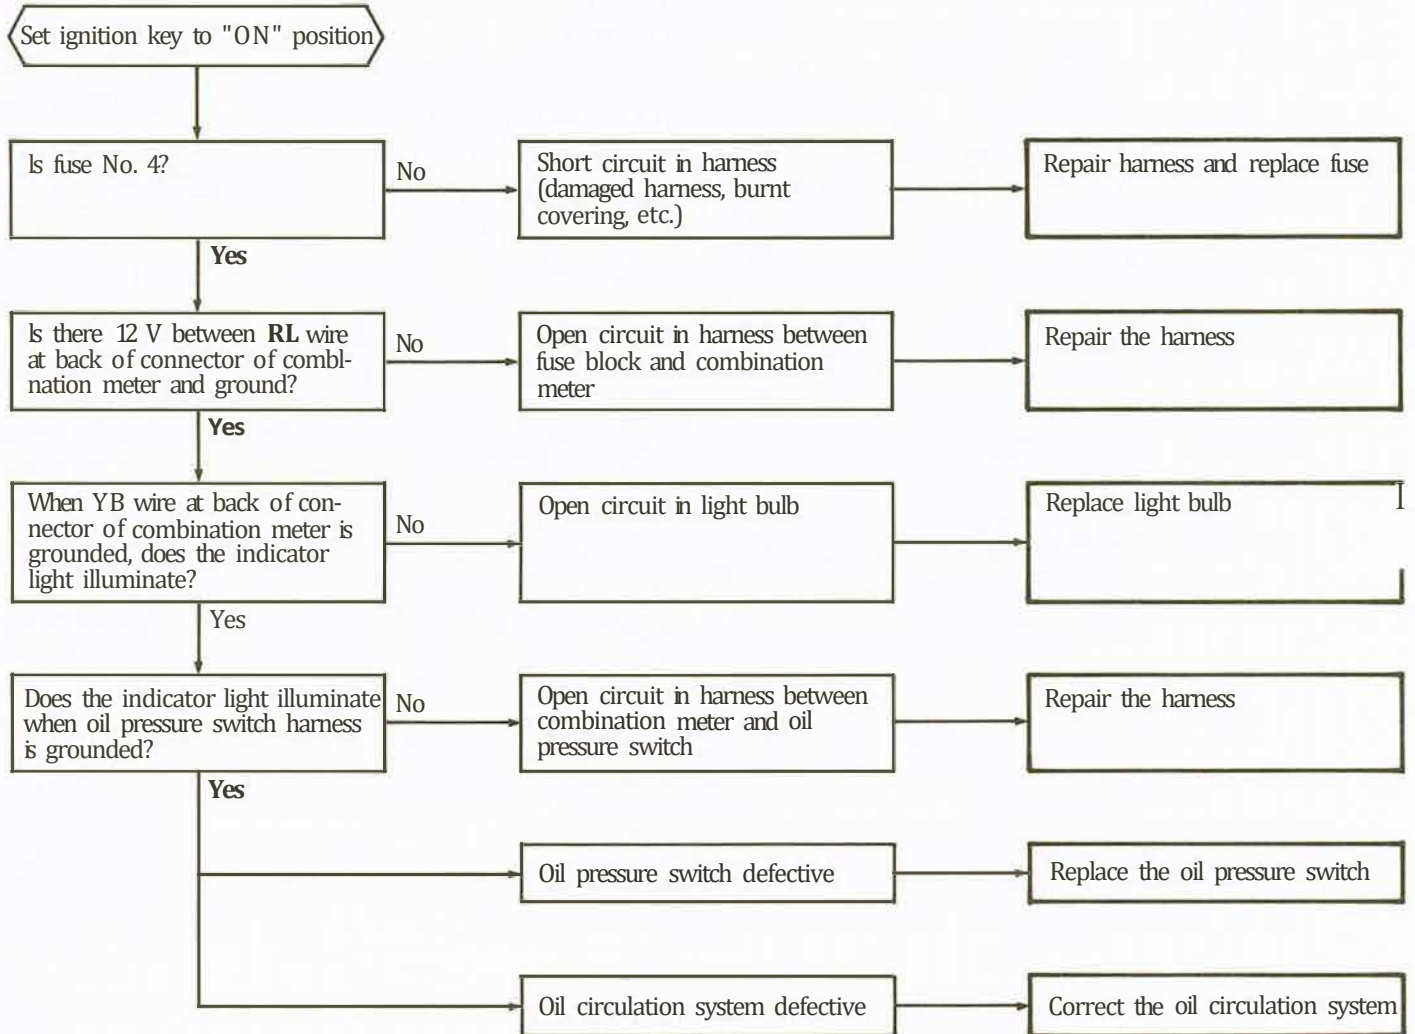 Set ignition key to "ON" position
Is fuse No. 4?
No
Short circuit in harness
(damaged harness, burnt
covering, etc.)
Repair harness and replace fuse
Yes
Is there 12 V between RL wire
at back of connector of combl-
nation meter and ground?
No
Open circuit in harness between
fuse block and combination
meter
Repair the harness
Yes
When YB wire at back of con-
nector of combination meter is
grounded, does the indicator
light illuminate?
No
Open circuit in light bulb
Replace light bulb
Yes
Does the indicator light illuminate
when oil pressure switch harness
is grounded?
No
Open circuit in harness between
combination meter and oil
pressure switch
Repair the harness
Yes
Oil pressure switch defective
Replace the oil pressure switch
Oil circulation system defective
Correct the oil circulation system